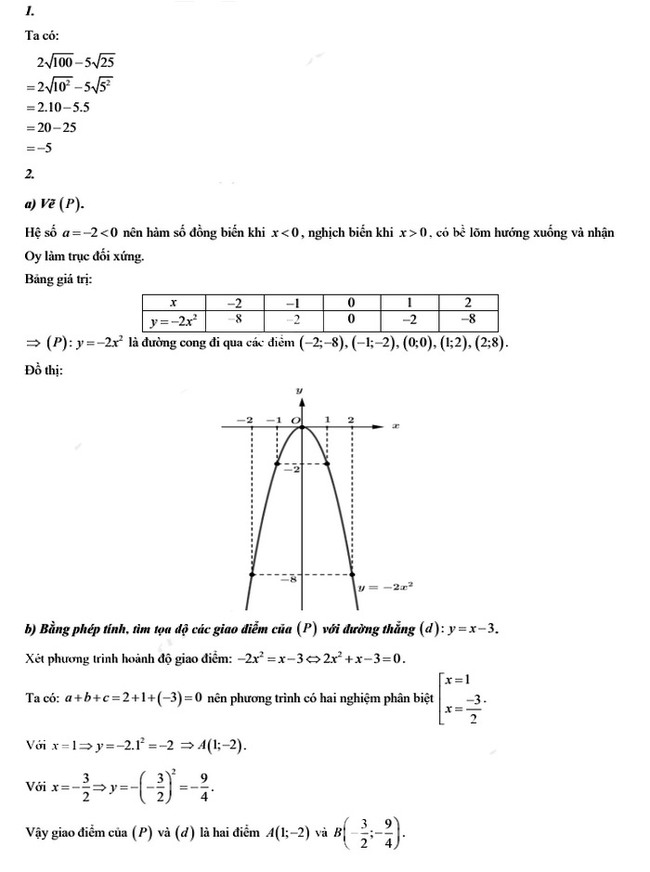 1.
Ta có:
2√100 − 5√25
= 2√10² − 5√5²
= 2.10 − 5.5
= 20 − 25
= −5
2.
a) Vẽ (P).
Hệ số a = −2 < 0 nên hàm số đồng biến khi x < 0, nghịch biến khi x > 0, có bề lõm hướng xuống và nhận
Oy làm trục đối xứng.
Bảng giá trị:
x −2 −1 0 1 2
y = −2x² −8 −2 0 −2 −8
⇒ (P): y = −2x² là đường cong đi qua các điểm (−2;−8), (−1;−2), (0;0), (1;2), (2;8).
Đồ thị:
y
−2 −1 O 1 2 x
−2
−8
y = −2x²
b) Bằng phép tính, tìm tọa độ các giao điểm của (P) với đường thẳng (d): y = x − 3.
Xét phương trình hoành độ giao điểm: −2x² = x − 3 ⇔ 2x² + x − 3 = 0.
Ta có: a + b + c = 2 + 1 + (−3) = 0 nên phương trình có hai nghiệm phân biệt [x = 1; x = −3/2.
Với x = 1 ⇒ y = −2.1² = −2 ⇒ A(1;−2).
Với x = −3/2 ⇒ y = −(−3/2)² = −9/4.
Vậy giao điểm của (P) và (d) là hai điểm A(1;−2) và B(−3/2;−9/4).